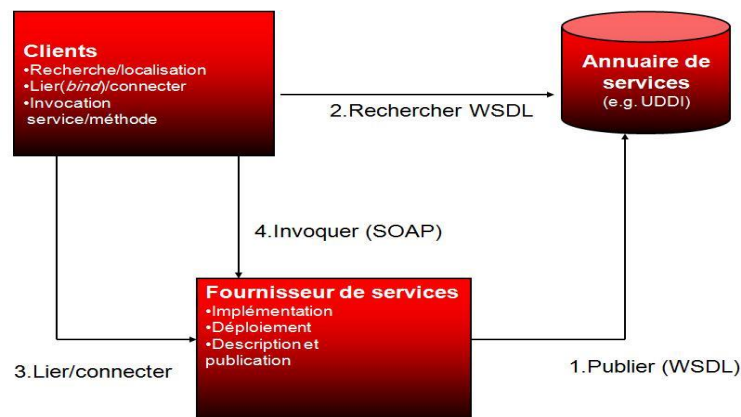 Clients
•Recherche/localisation
•Lier(bind)/connecter
•Invocation
service/méthode
Annuaire de
services
(e.g. UDDI)
2.Rechercher WSDL
4.Invoquer (SOAP)
Fournisseur de services
•Implémentation
•Déploiement
•Description et
publication
3.Lier/connecter
1.Publier (WSDL)